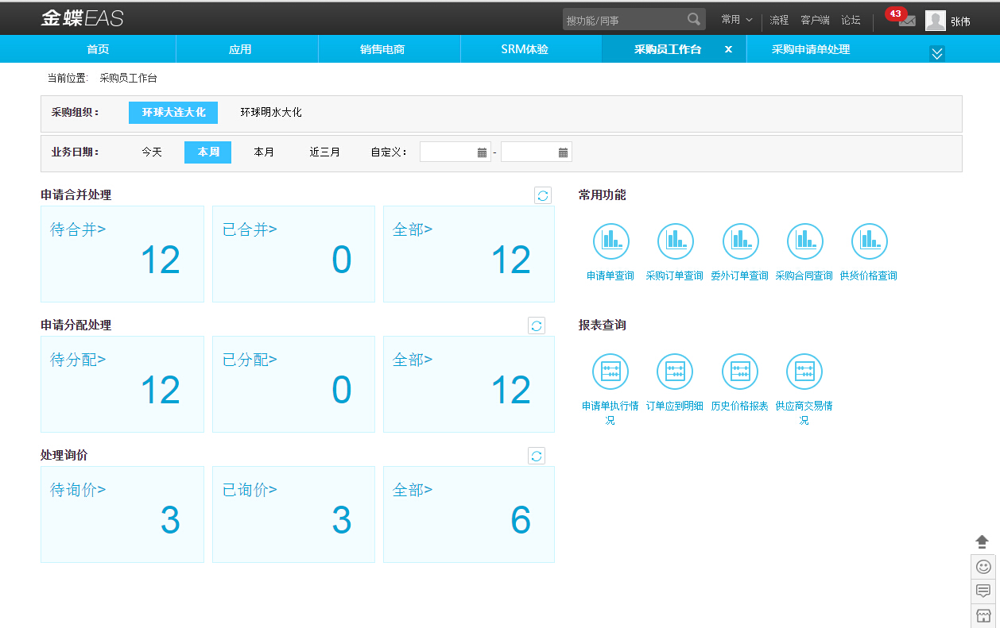 金蝶EAS
搜功能/同事
常用
流程
客户端
论坛
43
张伟
首页
应用
销售电商
SRM体验
采购员工作台 x
采购申请单处理
当前位置: 采购员工作台
采购组织: 环球大连大化 环球明水大化
业务日期: 今天 本周 本月 近三月 自定义: -
申请合并处理
待合并>
12
已合并>
0
全部>
12
常用功能
申请单查询
采购订单查询
委外订单查询
采购合同查询
供货价格查询
申请分配处理
待分配>
12
已分配>
0
全部>
12
报表查询
申请单执行情
况
订单应到明细
历史价格报表
供应商交易情
况
处理询价
待询价>
3
已询价>
3
全部>
6